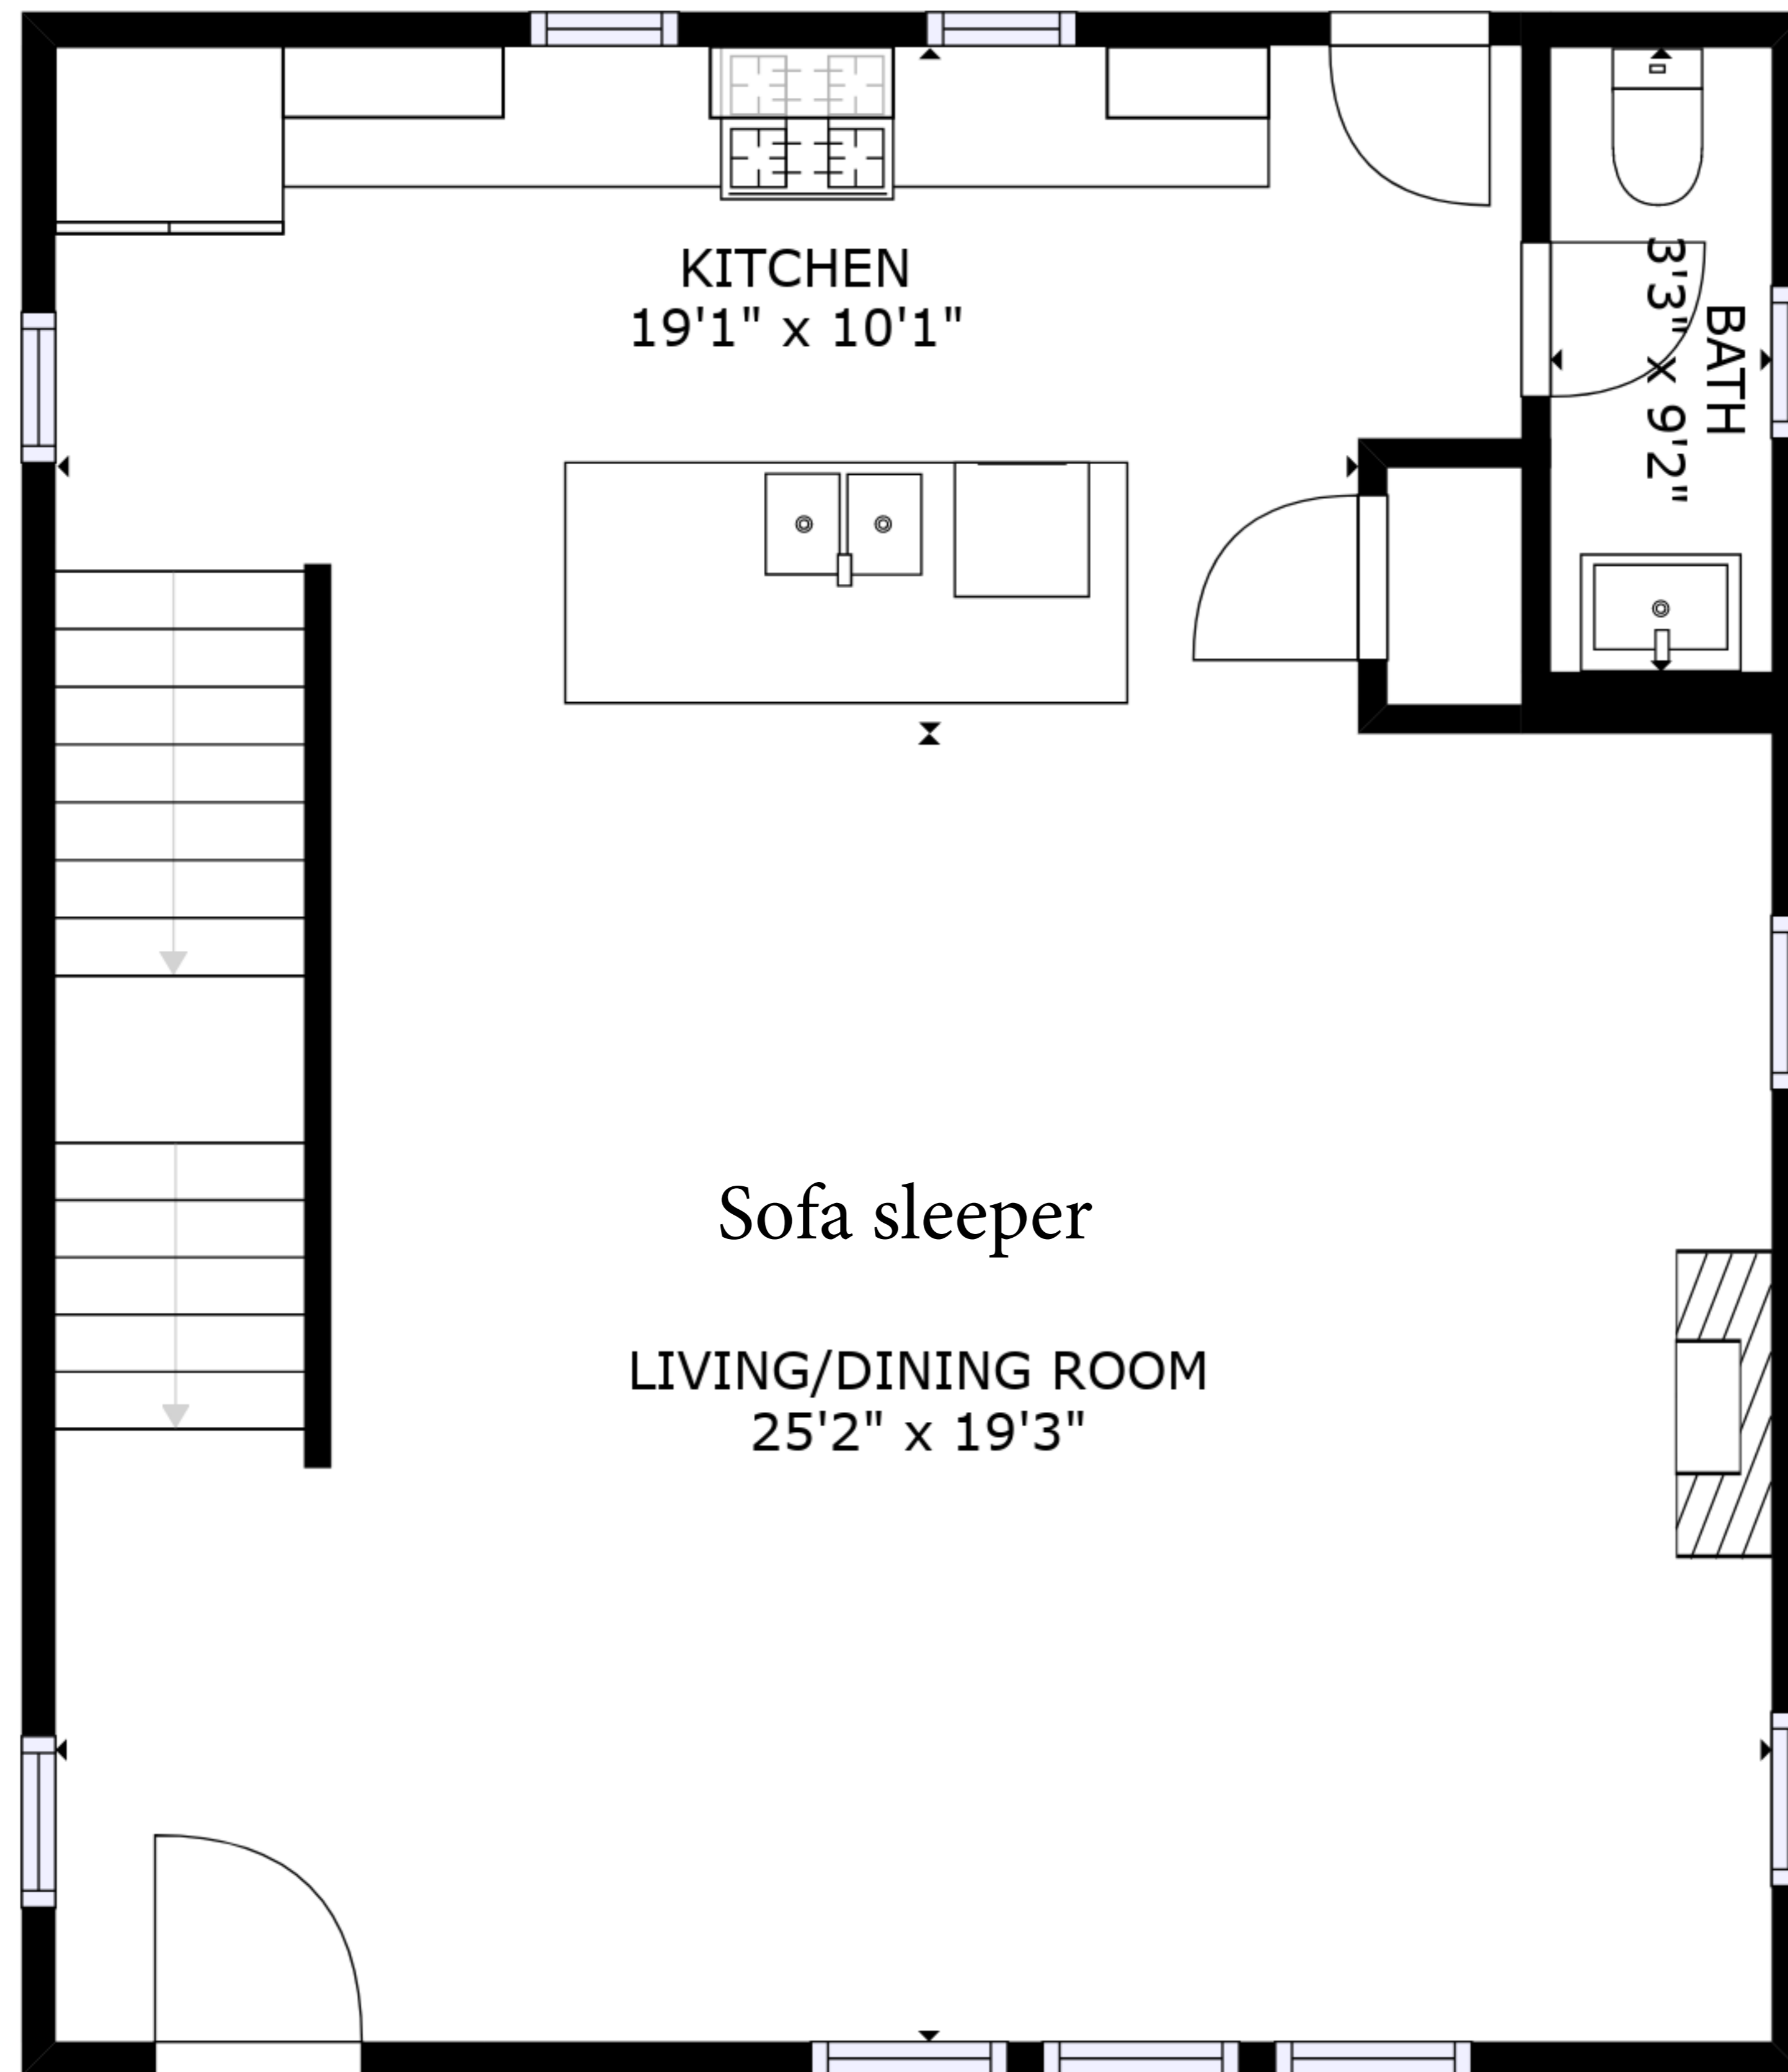 KITCHEN
19'1" x 10'1"
BATH
3'3" x 9'2"
Sofa sleeper
LIVING/DINING ROOM
25'2" x 19'3"